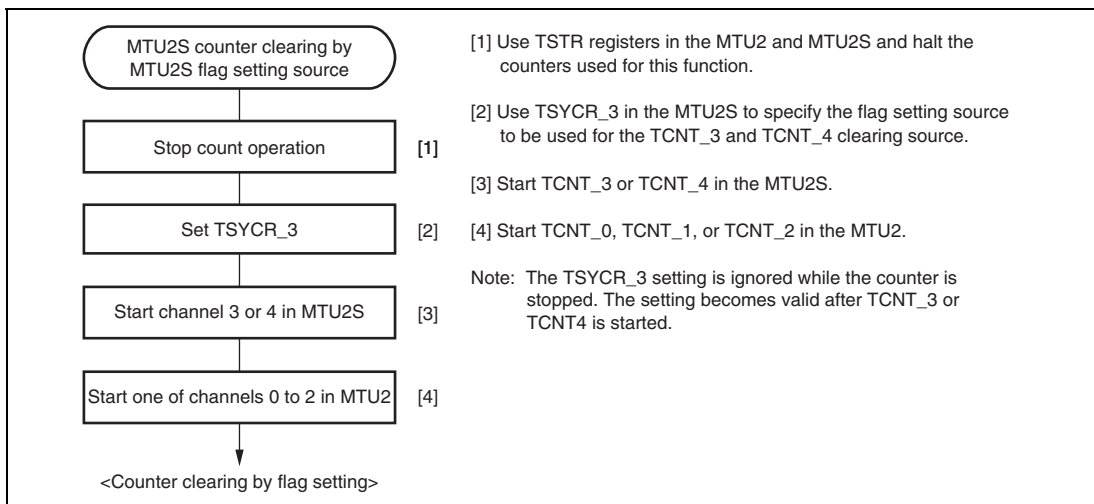 MTU2S counter clearing by
MTU2S flag setting source
Stop count operation
[1]
Set TSYCR_3
[2]
Start channel 3 or 4 in MTU2S
[3]
Start one of channels 0 to 2 in MTU2
[4]
<Counter clearing by flag setting>
[1] Use TSTR registers in the MTU2 and MTU2S and halt the
counters used for this function.
[2] Use TSYCR_3 in the MTU2S to specify the flag setting source
to be used for the TCNT_3 and TCNT_4 clearing source.
[3] Start TCNT_3 or TCNT_4 in the MTU2S.
[4] Start TCNT_0, TCNT_1, or TCNT_2 in the MTU2.
Note: The TSYCR_3 setting is ignored while the counter is
stopped. The setting becomes valid after TCNT_3 or
TCNT4 is started.